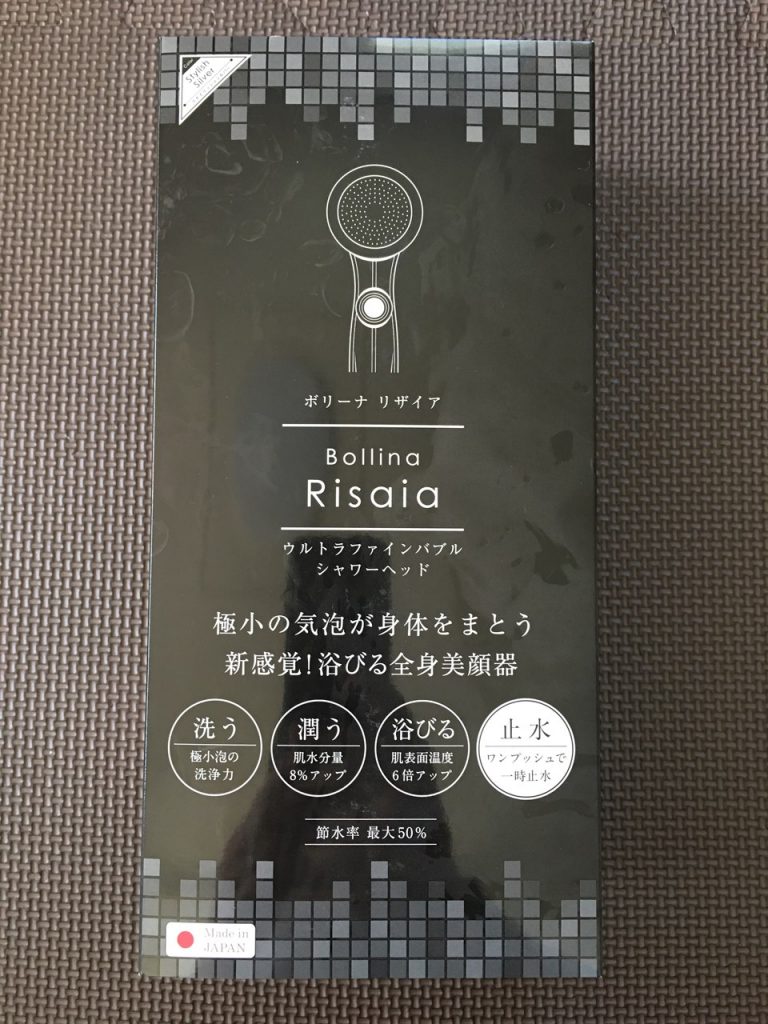 Color
Stylish
Silver
ボリーナ リザイア
Bollina
Risaia
ウルトラファインバブル
シャワーヘッド
極小の気泡が身体をまとう
新感覚!浴びる全身美顔器
洗う
極小泡の
洗浄力
潤う
肌水分量
8%アップ
浴びる
肌表面温度
6倍アップ
止水
ワンプッシュで
一時止水
節水率 最大50%
Made in
JAPAN